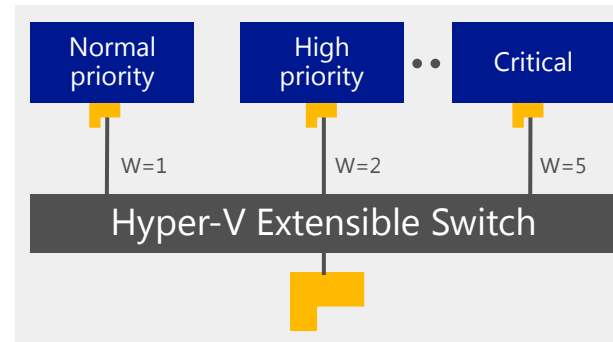 Normal
priority
High
priority
Critical
W=1
W=2
W=5
Hyper-V Extensible Switch